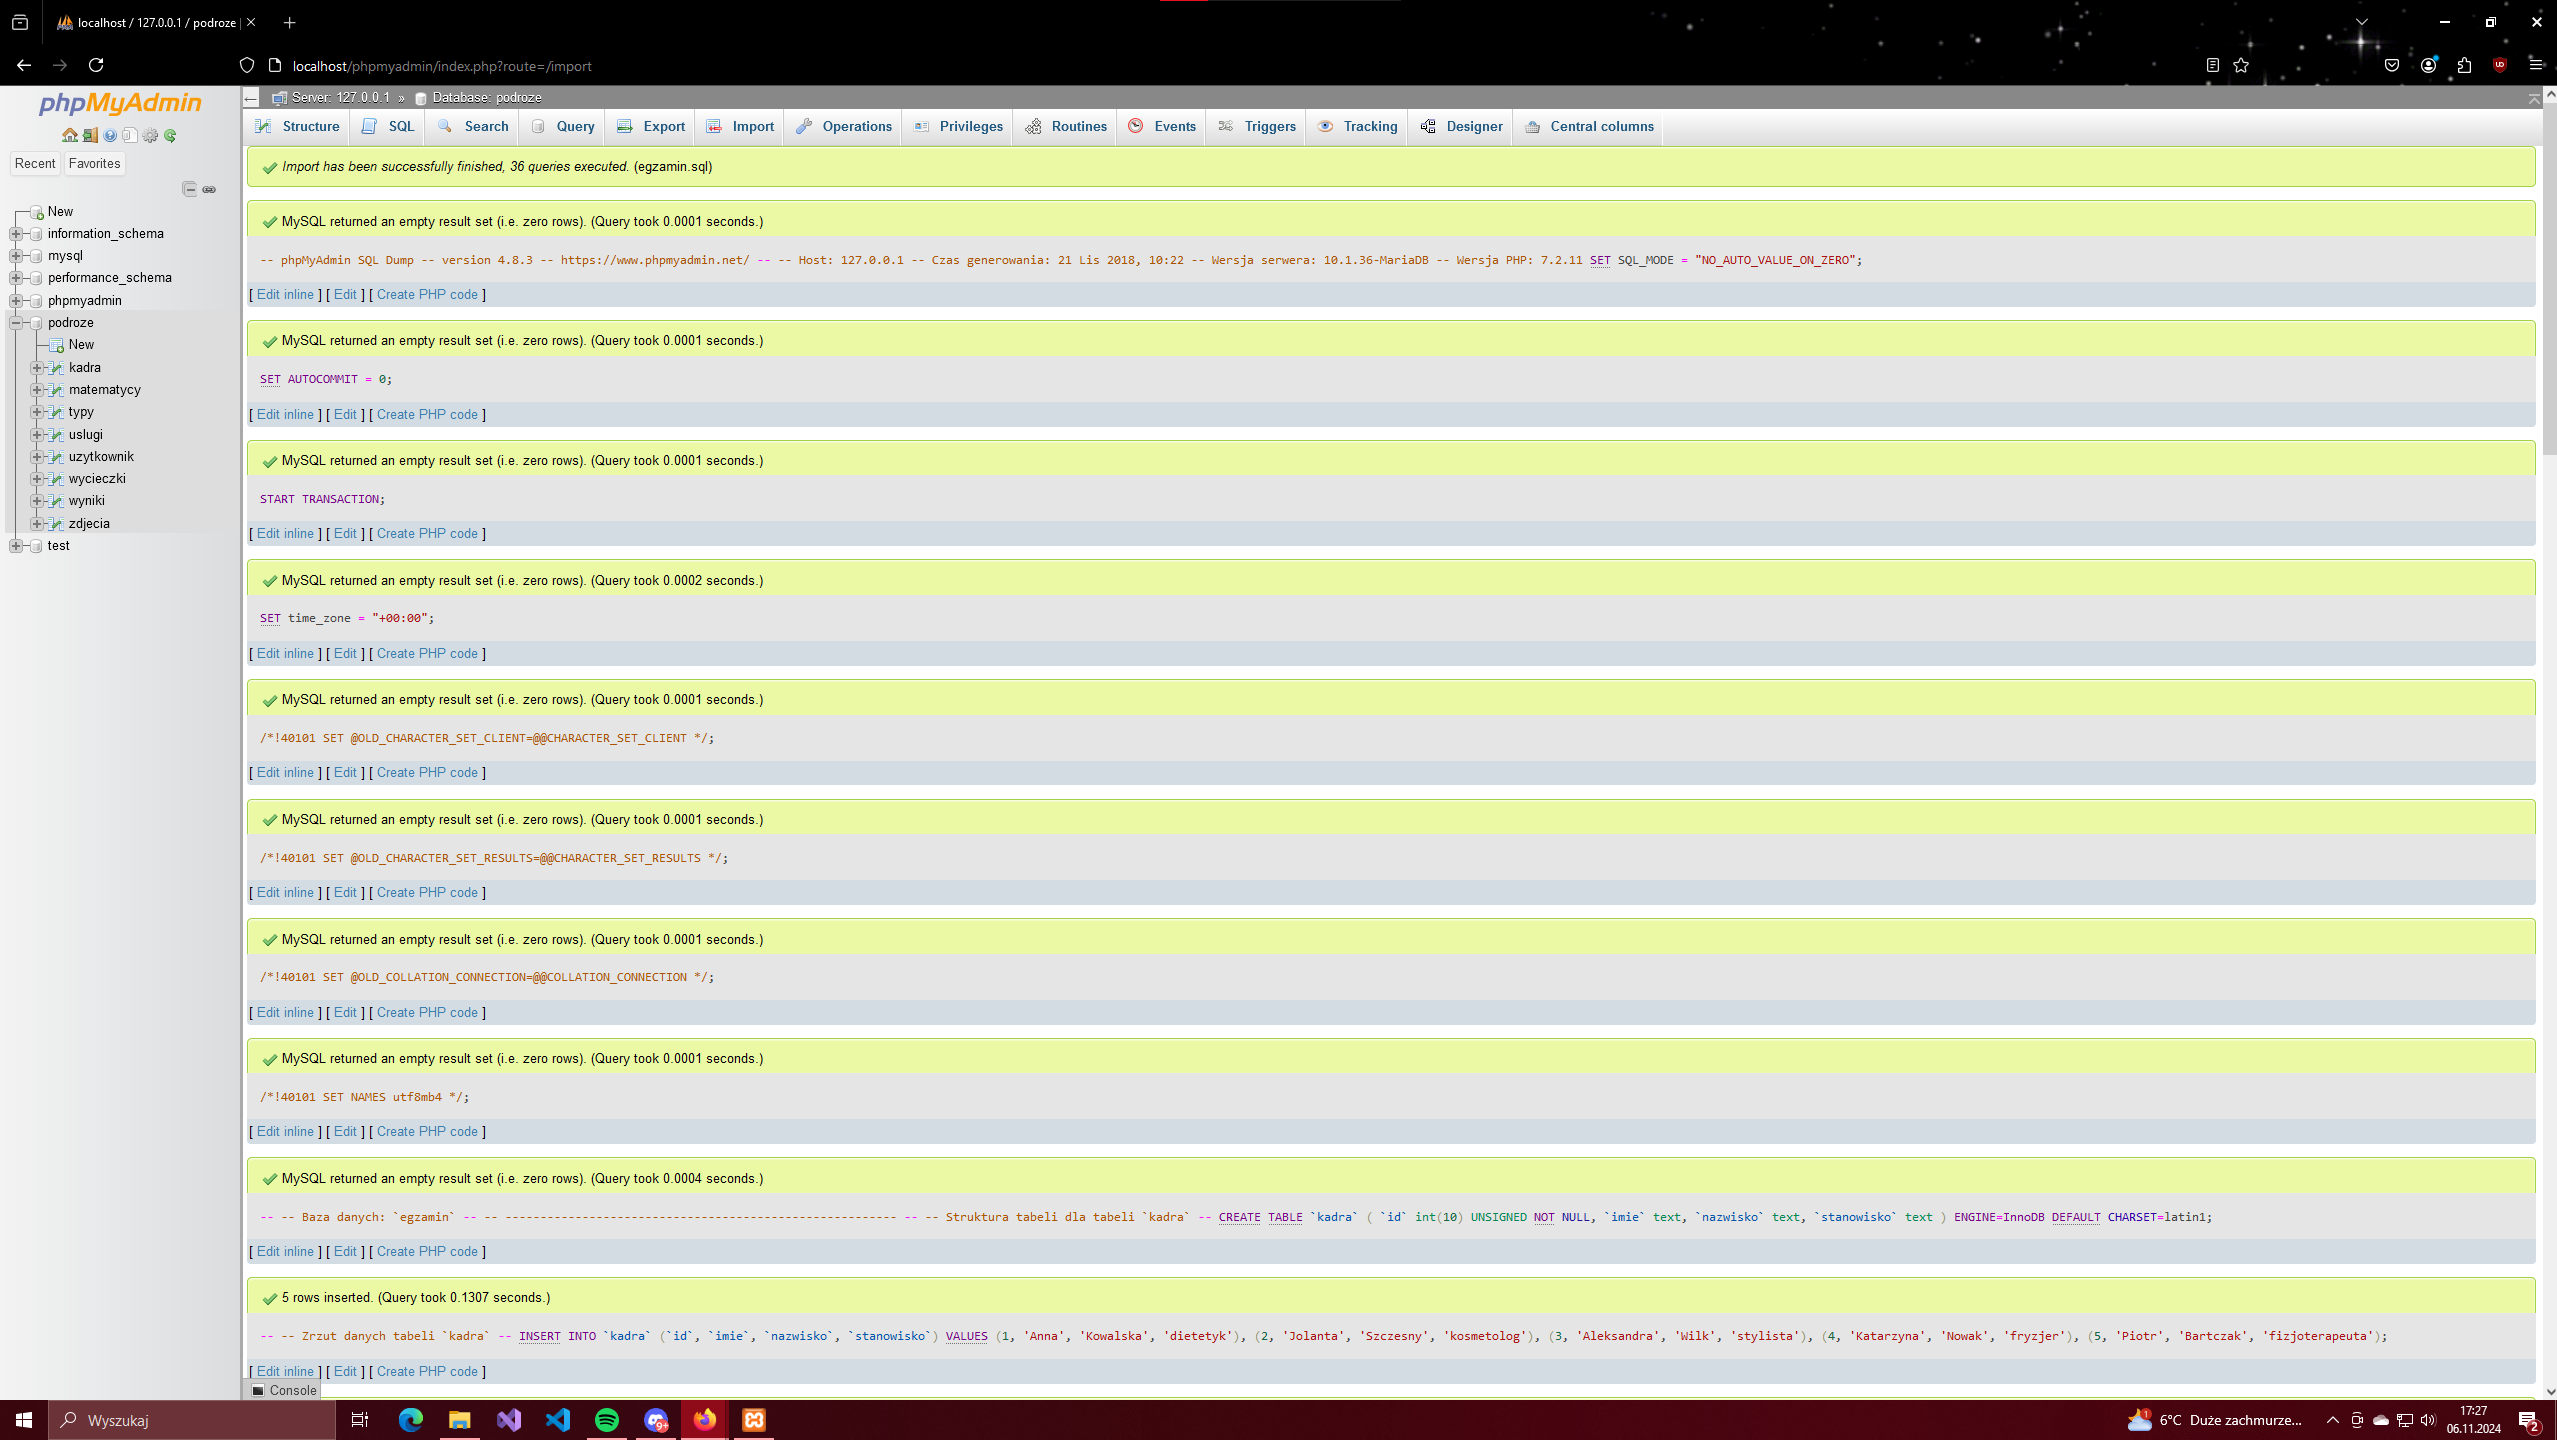 localhost / 127.0.0.1 / podroze |
localhost/phpmyadmin/index.php?route=/import
phpMyAdmin
Recent Favorites
New
information_schema
mysql
performance_schema
phpmyadmin
podroze
New
kadra
matematycy
typy
uslugi
uzytkownik
wycieczki
wyniki
zdjecia
test
Server: 127.0.0.1 » Database: podroze
Structure SQL Search Query Export Import Operations Privileges Routines Events Triggers Tracking Designer Central columns
Import has been successfully finished, 36 queries executed. (egzamin.sql)
MySQL returned an empty result set (i.e. zero rows). (Query took 0.0001 seconds.)
-- phpMyAdmin SQL Dump -- version 4.8.3 -- https://www.phpmyadmin.net/ -- -- Host: 127.0.0.1 -- Czas generowania: 21 Lis 2018, 10:22 -- Wersja serwera: 10.1.36-MariaDB -- Wersja PHP: 7.2.11 SET SQL_MODE = "NO_AUTO_VALUE_ON_ZERO";
[ Edit inline ] [ Edit ] [ Create PHP code ]
MySQL returned an empty result set (i.e. zero rows). (Query took 0.0001 seconds.)
SET AUTOCOMMIT = 0;
[ Edit inline ] [ Edit ] [ Create PHP code ]
MySQL returned an empty result set (i.e. zero rows). (Query took 0.0001 seconds.)
START TRANSACTION;
[ Edit inline ] [ Edit ] [ Create PHP code ]
MySQL returned an empty result set (i.e. zero rows). (Query took 0.0002 seconds.)
SET time_zone = "+00:00";
[ Edit inline ] [ Edit ] [ Create PHP code ]
MySQL returned an empty result set (i.e. zero rows). (Query took 0.0001 seconds.)
/*!40101 SET @OLD_CHARACTER_SET_CLIENT=@@CHARACTER_SET_CLIENT */;
[ Edit inline ] [ Edit ] [ Create PHP code ]
MySQL returned an empty result set (i.e. zero rows). (Query took 0.0001 seconds.)
/*!40101 SET @OLD_CHARACTER_SET_RESULTS=@@CHARACTER_SET_RESULTS */;
[ Edit inline ] [ Edit ] [ Create PHP code ]
MySQL returned an empty result set (i.e. zero rows). (Query took 0.0001 seconds.)
/*!40101 SET @OLD_COLLATION_CONNECTION=@@COLLATION_CONNECTION */;
[ Edit inline ] [ Edit ] [ Create PHP code ]
MySQL returned an empty result set (i.e. zero rows). (Query took 0.0001 seconds.)
/*!40101 SET NAMES utf8mb4 */;
[ Edit inline ] [ Edit ] [ Create PHP code ]
MySQL returned an empty result set (i.e. zero rows). (Query took 0.0004 seconds.)
-- -- Baza danych: `egzamin` -- -- -------------------------------------------------------- -- -- Struktura tabeli dla tabeli `kadra` -- CREATE TABLE `kadra` ( `id` int(10) UNSIGNED NOT NULL, `imie` text, `nazwisko` text, `stanowisko` text ) ENGINE=InnoDB DEFAULT CHARSET=latin1;
[ Edit inline ] [ Edit ] [ Create PHP code ]
5 rows inserted. (Query took 0.1307 seconds.)
-- -- Zrzut danych tabeli `kadra` -- INSERT INTO `kadra` (`id`, `imie`, `nazwisko`, `stanowisko`) VALUES (1, 'Anna', 'Kowalska', 'dietetyk'), (2, 'Jolanta', 'Szczesny', 'kosmetolog'), (3, 'Aleksandra', 'Wilk', 'stylista'), (4, 'Katarzyna', 'Nowak', 'fryzjer'), (5, 'Piotr', 'Bartczak', 'fizjoterapeuta');
[ Edit inline ] [ Edit ] [ Create PHP code ]
Console
Wyszukaj
9+
1
6°C Duże zachmurze...
17:27
06.11.2024
2